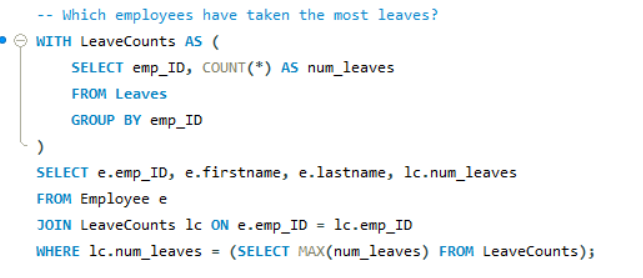 -- Which employees have taken the most leaves?
WITH LeaveCounts AS (
SELECT emp_ID, COUNT(*) AS num_leaves
FROM Leaves
GROUP BY emp_ID
)
SELECT e.emp_ID, e.firstname, e.lastname, lc.num_leaves
FROM Employee e
JOIN LeaveCounts lc ON e.emp_ID = lc.emp_ID
WHERE lc.num_leaves = (SELECT MAX(num_leaves) FROM LeaveCounts);